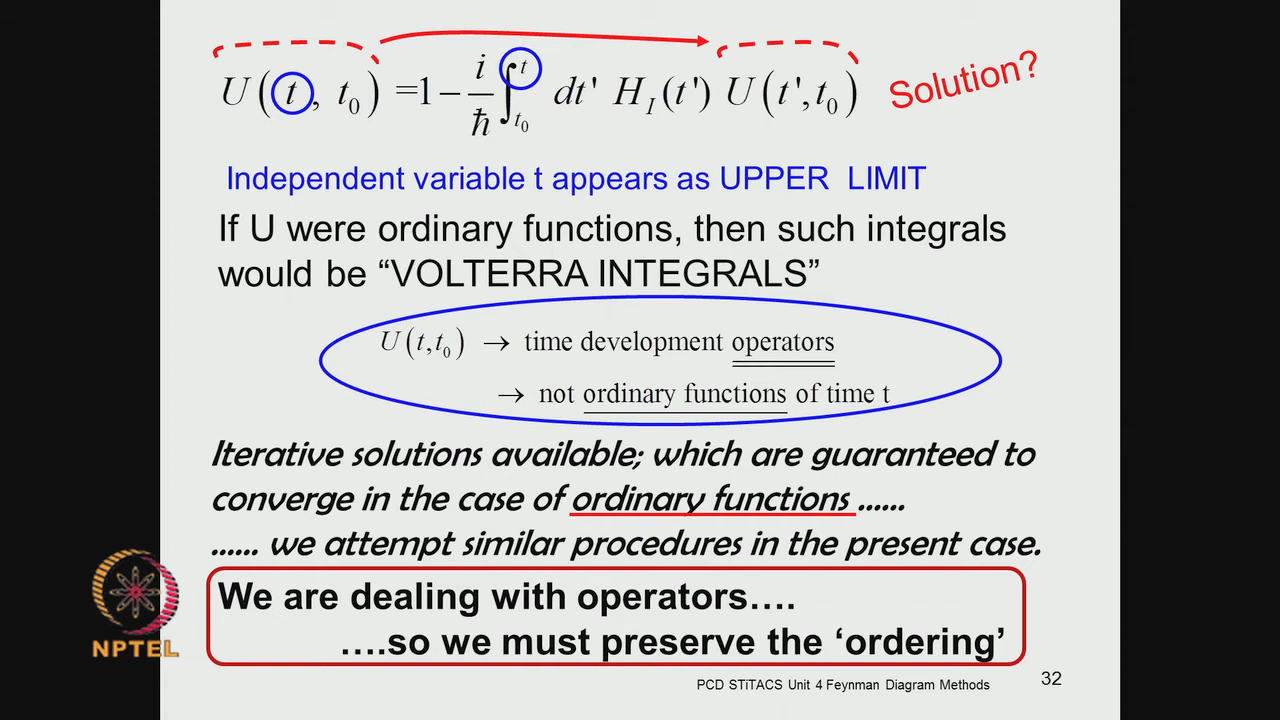 U(t, t₀) = 1 − i/ħ ∫ₜ₀ᵗ dt' H_I(t') U(t', t₀) Solution?
Independent variable t appears as UPPER LIMIT
If U were ordinary functions, then such integrals
would be “VOLTERRA INTEGRALS”
U(t,t₀) → time development operators
→ not ordinary functions of time t
Iterative solutions available; which are guaranteed to
converge in the case of ordinary functions ......
...... we attempt similar procedures in the present case.
We are dealing with operators….
….so we must preserve the ‘ordering’
NPTEL
PCD STiTACS Unit 4 Feynman Diagram Methods 32